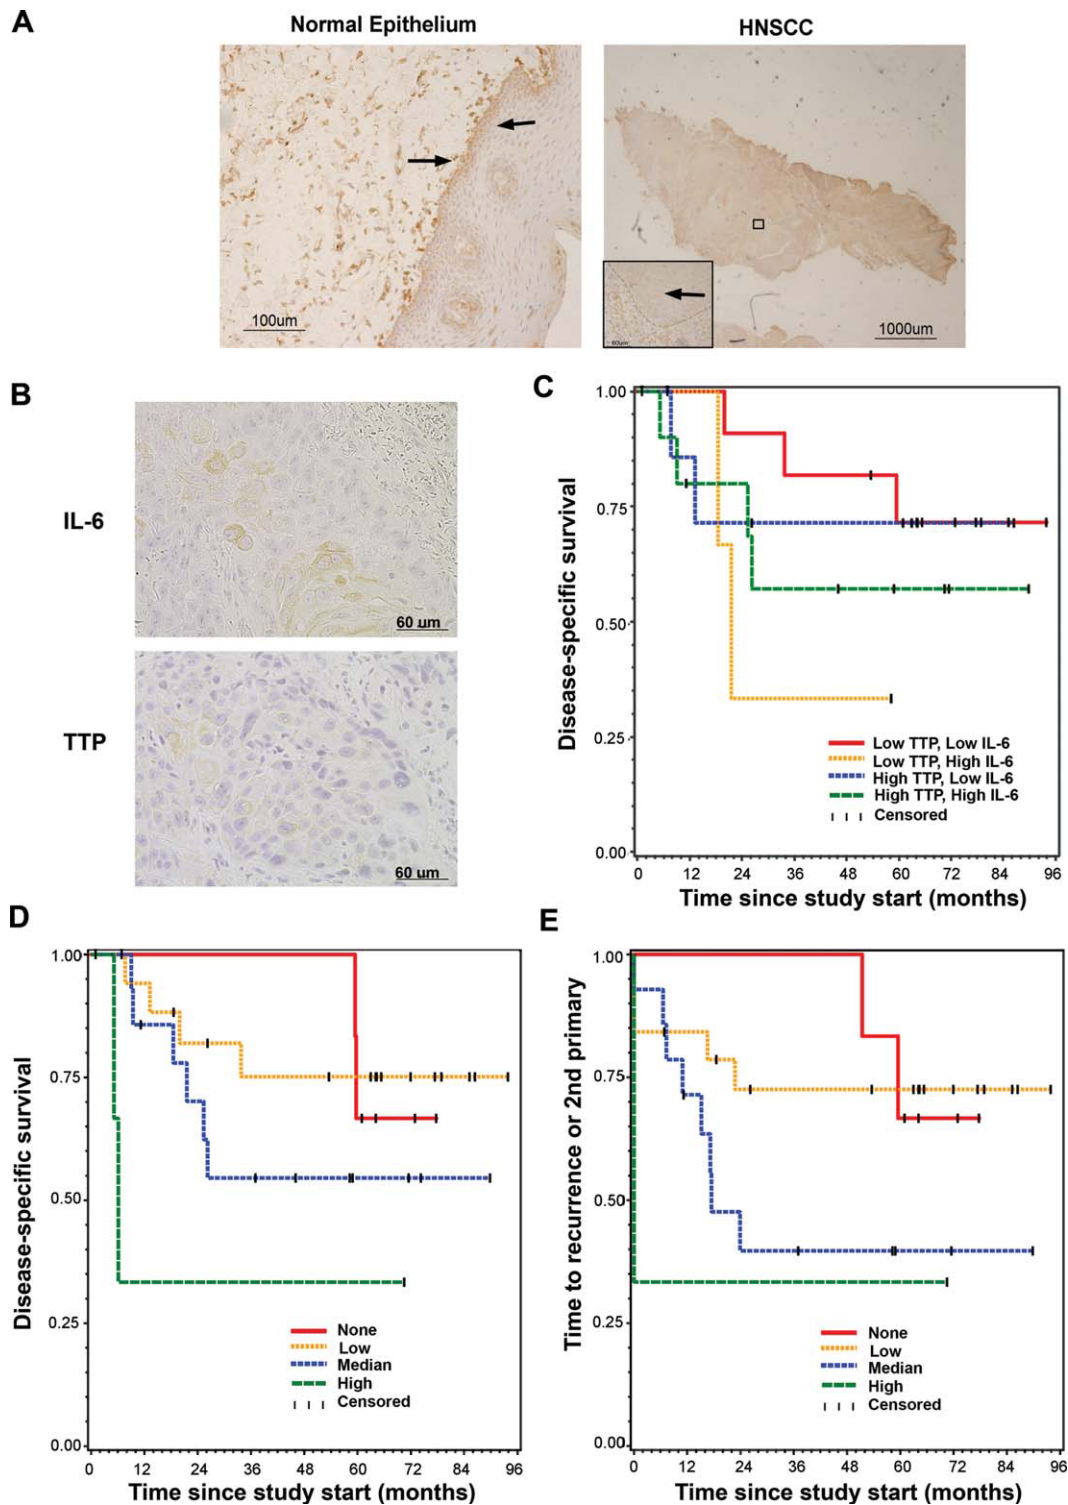 A
Normal Epithelium
HNSCC
100um
60um
1000um
B
IL-6
60 um
TTP
60 um
C
Disease-specific survival
1.00
0.75
0.50
0.25
0.00
Low TTP, Low IL-6
Low TTP, High IL-6
High TTP, Low IL-6
High TTP, High IL-6
Censored
0 12 24 36 48 60 72 84 96
Time since study start (months)
D
Disease-specific survival
1.00
0.75
0.50
0.25
0.00
None
Low
Median
High
Censored
0 12 24 36 48 60 72 84 96
Time since study start (months)
E
Time to recurrence or 2nd primary
1.00
0.75
0.50
0.25
0.00
None
Low
Median
High
Censored
0 12 24 36 48 60 72 84 96
Time since study start (months)